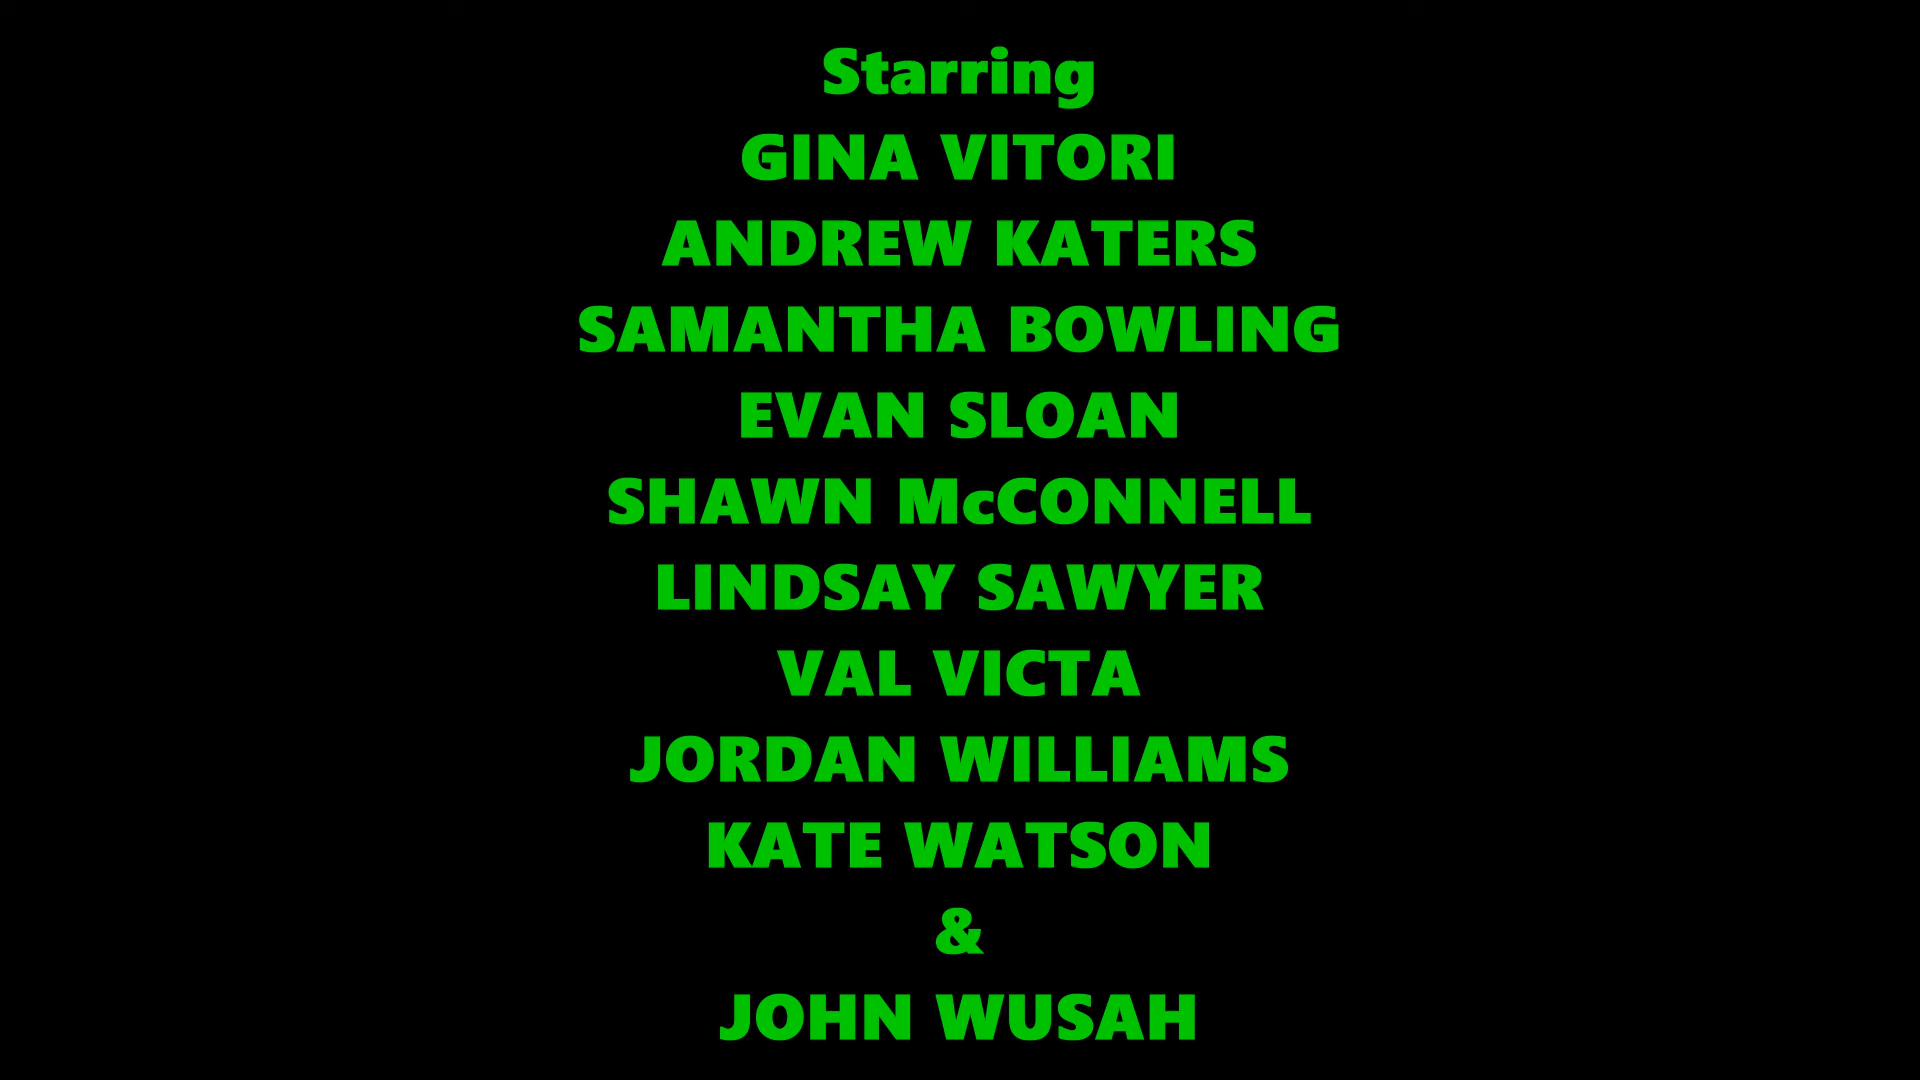 Starring
GINA VITORI
ANDREW KATERS
SAMANTHA BOWLING
EVAN SLOAN
SHAWN McCONNELL
LINDSAY SAWYER
VAL VICTA
JORDAN WILLIAMS
KATE WATSON
&
JOHN WUSAH